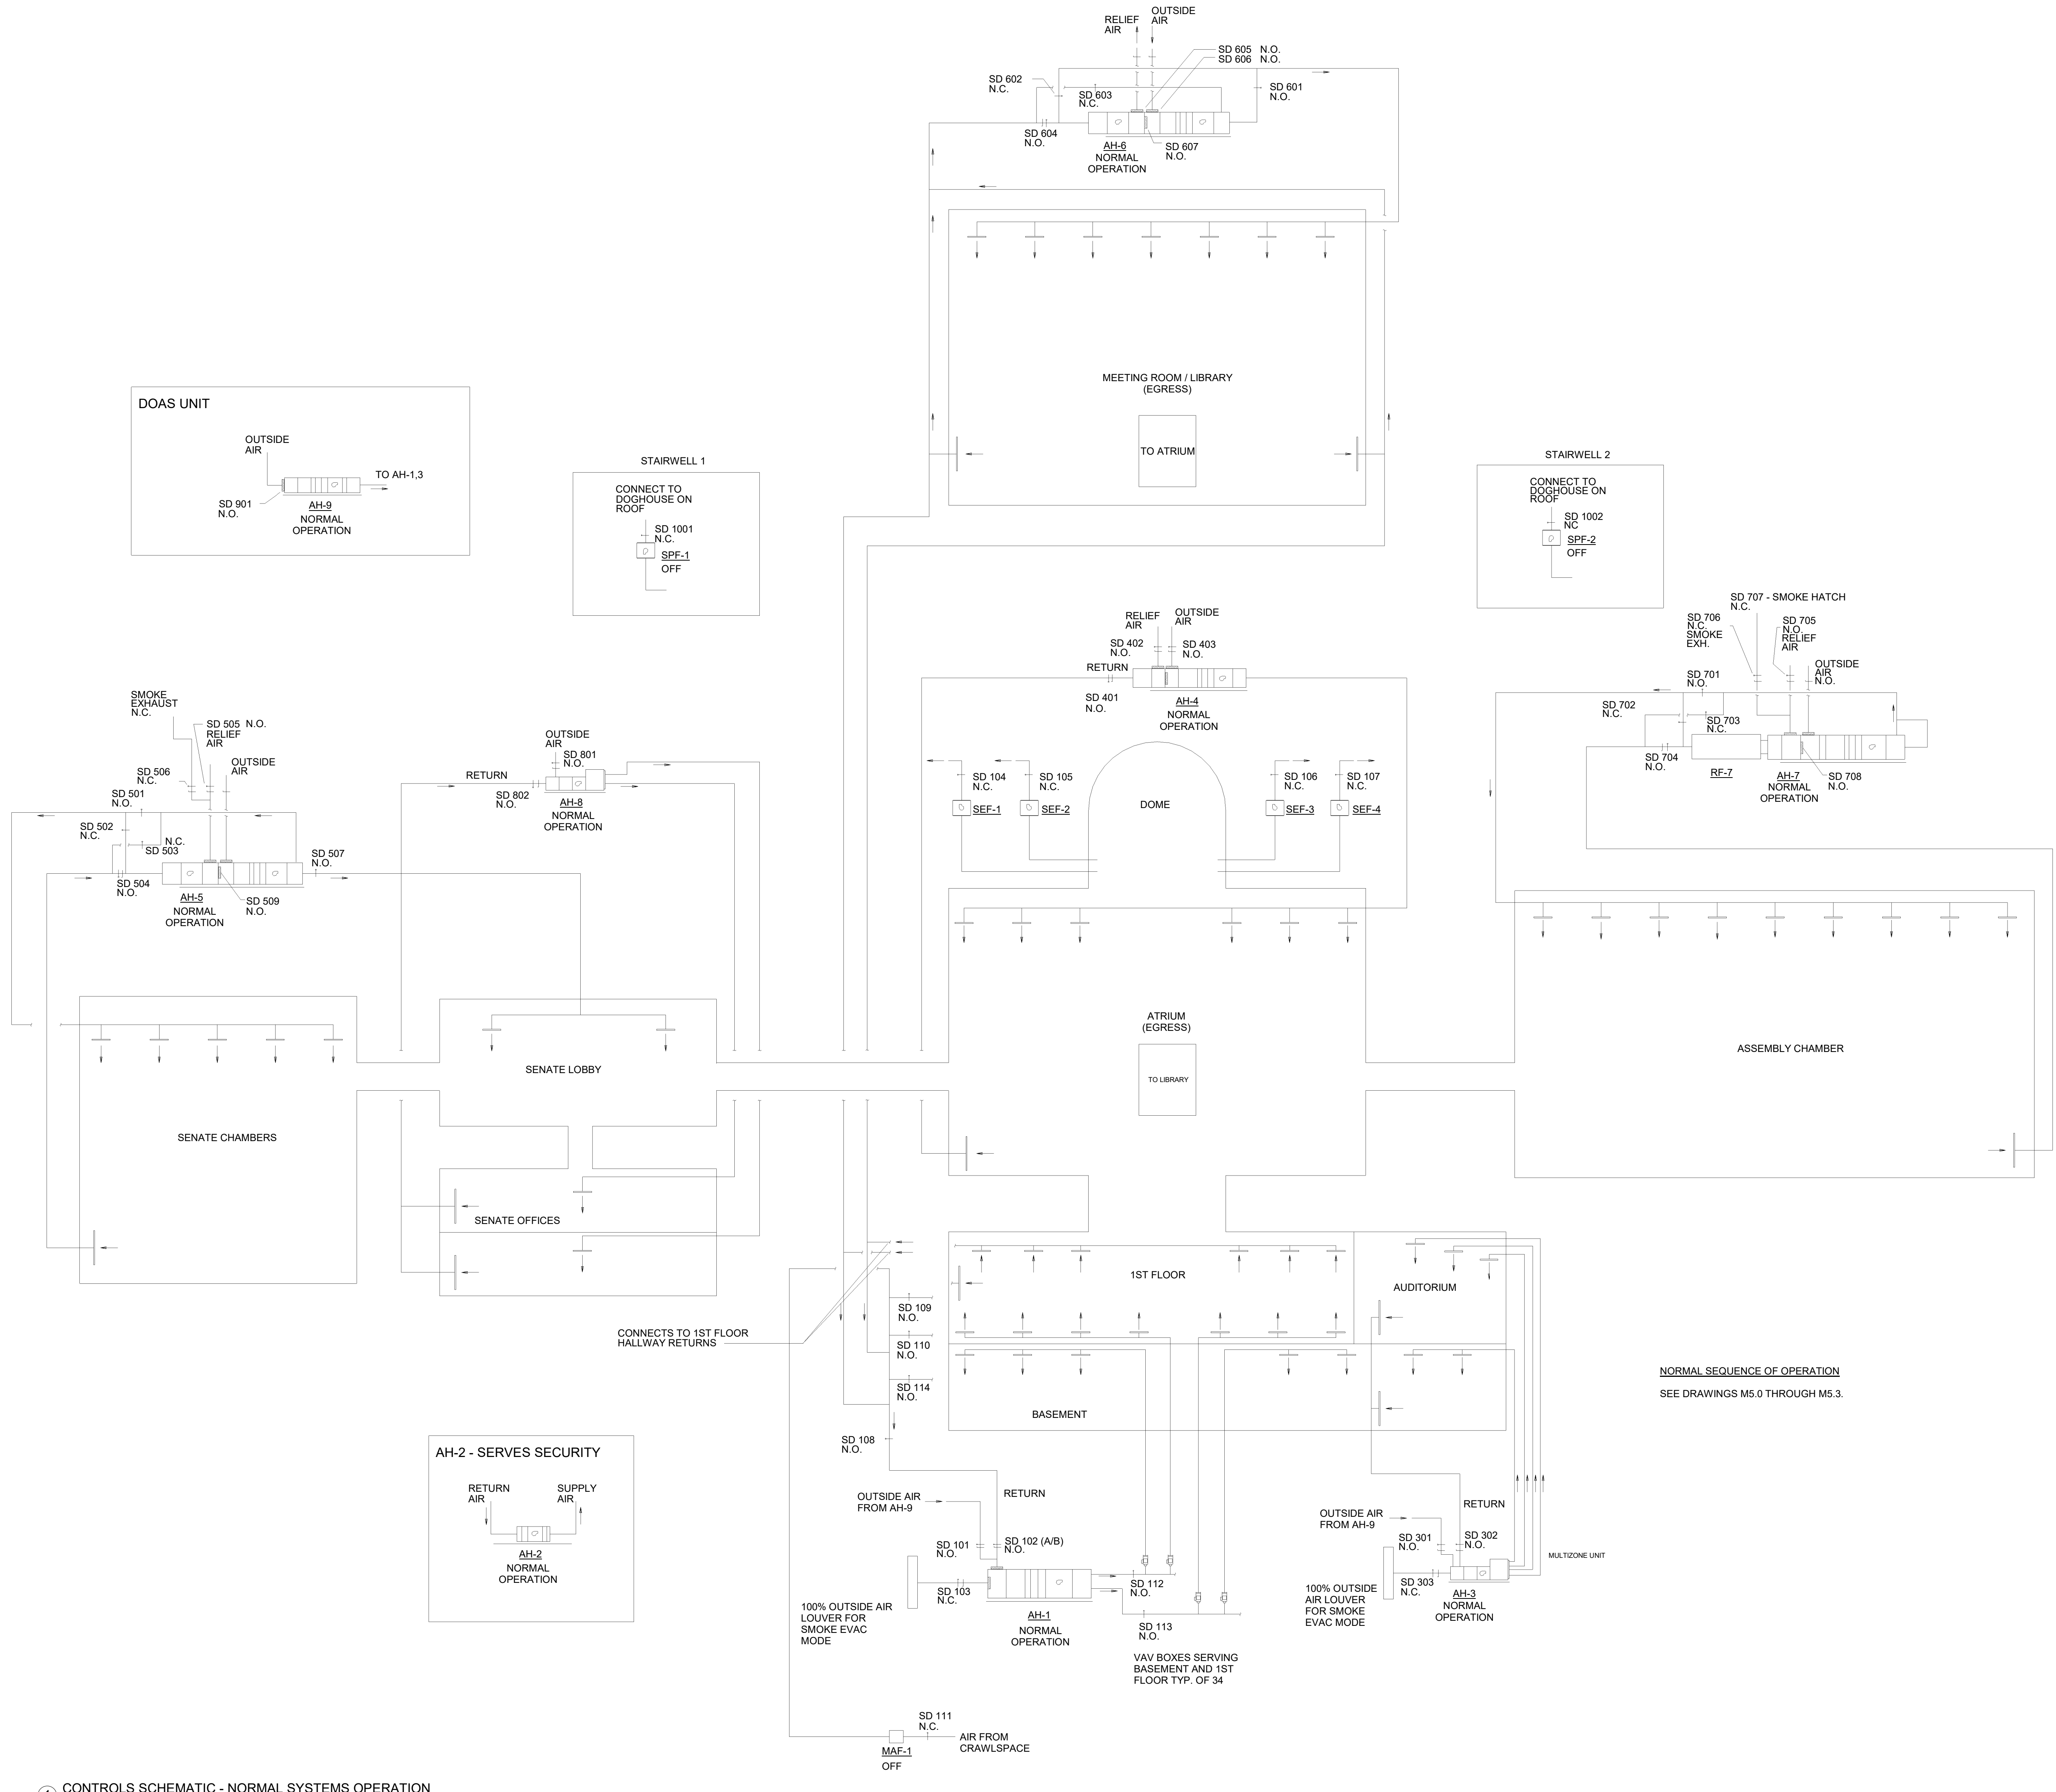 RELIEF
AIR
OUTSIDE
AIR
SD 605 N.O.
SD 606 N.O.
SD 602
N.C.
SD 603
N.C.
SD 601
N.O.
SD 604
N.O.
AH-6
NORMAL
OPERATION
SD 607
N.O.
MEETING ROOM / LIBRARY
(EGRESS)
TO ATRIUM
DOAS UNIT
OUTSIDE
AIR
TO AH-1,3
SD 901
N.O.
AH-9
NORMAL
OPERATION
STAIRWELL 1
CONNECT TO
DOGHOUSE ON
ROOF
SD 1001
N.C.
SPF-1
OFF
STAIRWELL 2
CONNECT TO
DOGHOUSE ON
ROOF
SD 1002
NC
SPF-2
OFF
RELIEF
AIR
OUTSIDE
AIR
SD 402
N.O.
SD 403
N.O.
RETURN
SD 401
N.O.
AH-4
NORMAL
OPERATION
SD 707 - SMOKE HATCH
N.C.
SD 706
N.C.
SMOKE
EXH.
SD 705
N.O.
RELIEF
AIR
OUTSIDE
AIR
N.O.
SD 701
N.O.
SD 702
N.C.
SD 703
N.C.
SD 704
N.O.
RF-7
AH-7
NORMAL
OPERATION
SD 708
N.O.
SMOKE
EXHAUST
N.C.
SD 505 N.O.
RELIEF
AIR
OUTSIDE
AIR
SD 506
N.C.
SD 501
N.O.
SD 502
N.C.
N.C.
SD 503
SD 507
N.O.
SD 504
N.O.
AH-5
NORMAL
OPERATION
SD 509
N.O.
OUTSIDE
AIR
SD 801
N.O.
RETURN
SD 802
N.O.
AH-8
NORMAL
OPERATION
SD 104
N.C.
SEF-1
SD 105
N.C.
SEF-2
DOME
SD 106
N.C.
SEF-3
SD 107
N.C.
SEF-4
ATRIUM
(EGRESS)
TO LIBRARY
ASSEMBLY CHAMBER
SENATE LOBBY
SENATE CHAMBERS
SENATE OFFICES
1ST FLOOR
AUDITORIUM
CONNECTS TO 1ST FLOOR
HALLWAY RETURNS
SD 109
N.O.
SD 110
N.O.
SD 114
N.O.
BASEMENT
SD 108
N.O.
NORMAL SEQUENCE OF OPERATION
SEE DRAWINGS M5.0 THROUGH M5.3.
AH-2 - SERVES SECURITY
RETURN
AIR
SUPPLY
AIR
AH-2
NORMAL
OPERATION
OUTSIDE AIR
FROM AH-9
RETURN
SD 101
N.O.
SD 102 (A/B)
N.O.
SD 103
N.C.
100% OUTSIDE AIR
LOUVER FOR
SMOKE EVAC
MODE
AH-1
NORMAL
OPERATION
SD 112
N.O.
SD 113
N.O.
VAV BOXES SERVING
BASEMENT AND 1ST
FLOOR TYP. OF 34
OUTSIDE AIR
FROM AH-9
RETURN
SD 301
N.O.
SD 302
N.O.
MULTIZONE UNIT
SD 303
N.C.
100% OUTSIDE
AIR LOUVER
FOR SMOKE
EVAC MODE
AH-3
NORMAL
OPERATION
SD 111
N.C.
AIR FROM
CRAWLSPACE
MAF-1
OFF
CONTROLS SCHEMATIC - NORMAL SYSTEMS OPERATION